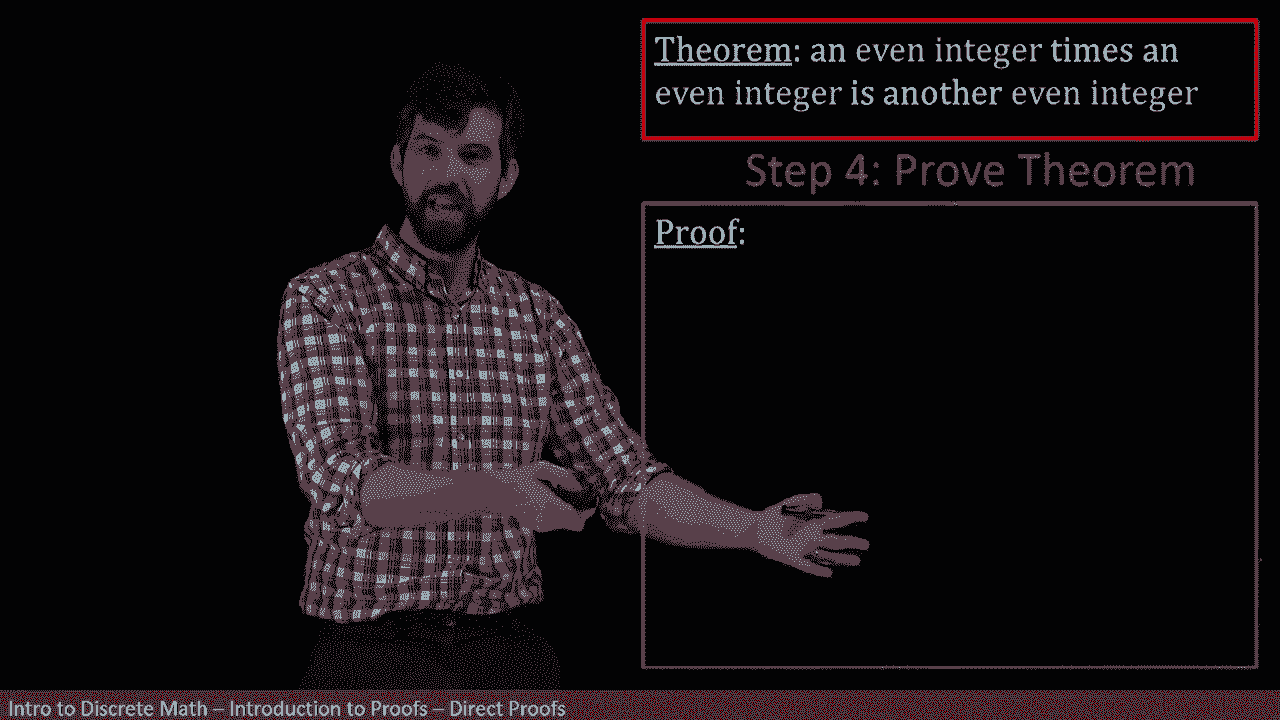 Theorem: an even integer times an
even integer is another even integer
Step 4: Prove Theorem
Proof:
Intro to Discrete Math – Introduction to Proofs – Direct Proofs